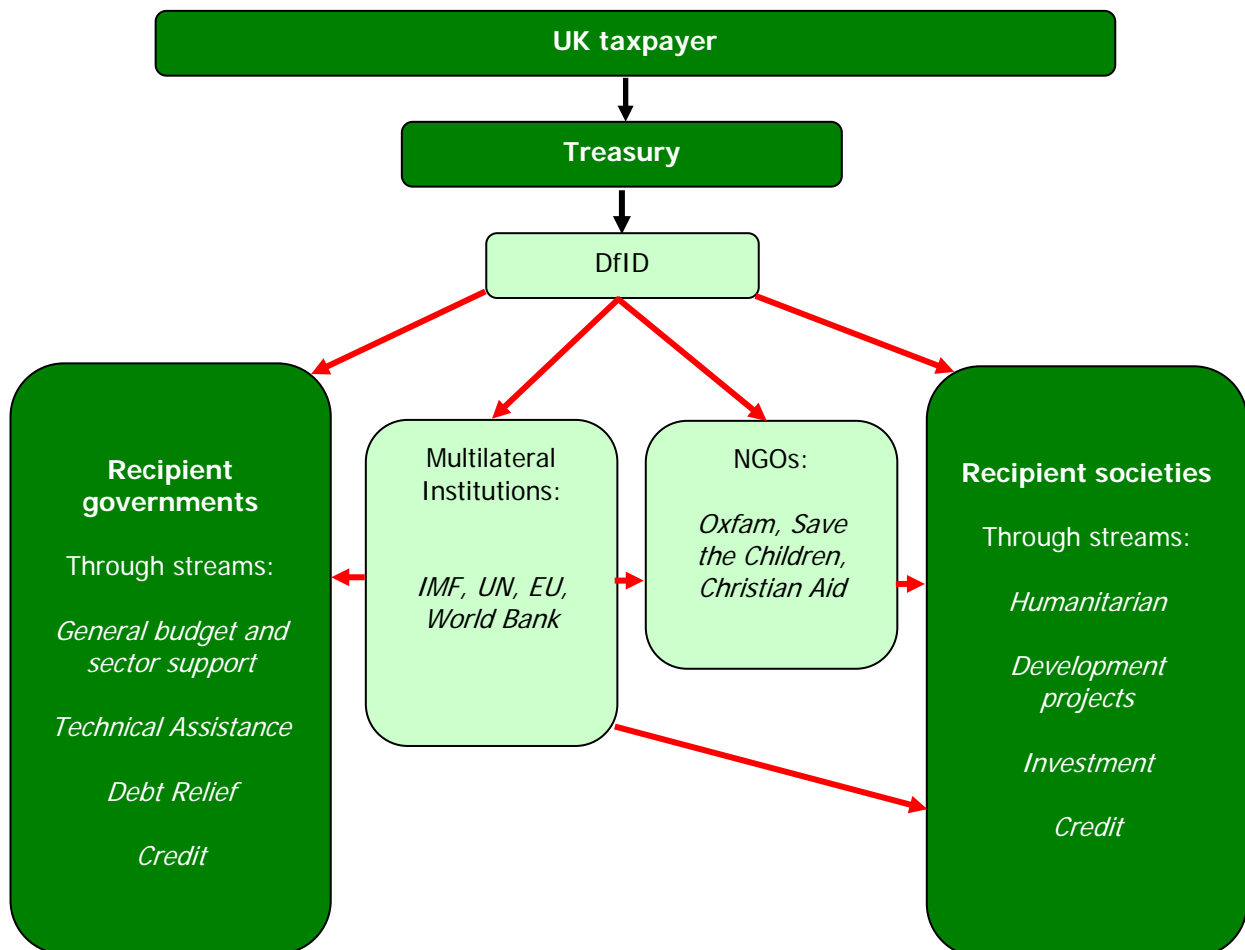 UK taxpayer
Treasury
DfID
Recipient
governments
Through streams:
General budget and
sector support
Technical Assistance
Debt Relief
Credit
Multilateral
Institutions:
IMF, UN, EU,
World Bank
NGOs:
Oxfam, Save
the Children,
Christian Aid
Recipient societies
Through streams:
Humanitarian
Development
projects
Investment
Credit